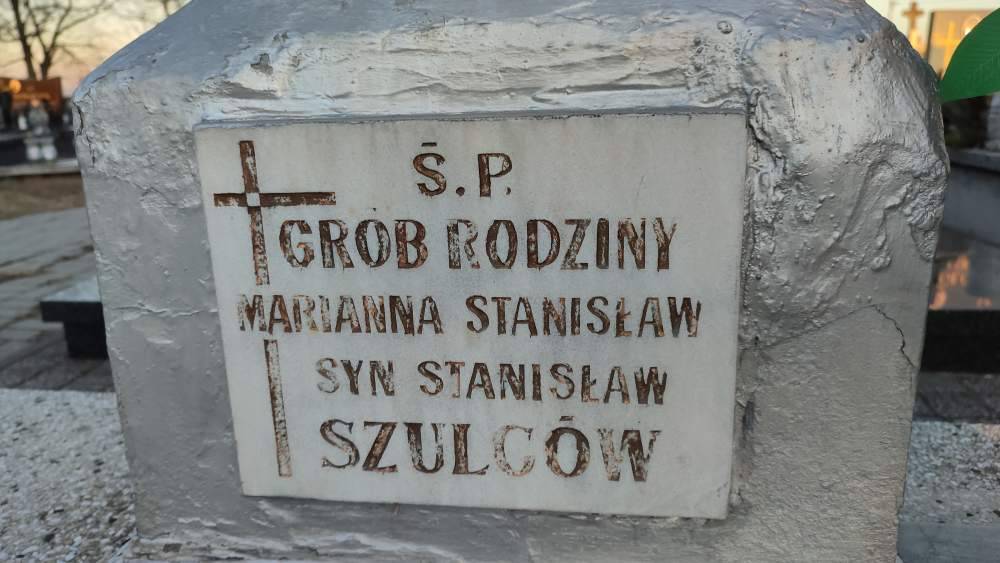 Ś.P.
GRÓB RODZINY
MARIANNA STANISŁAW
SYN STANISŁAW
SZULCÓW